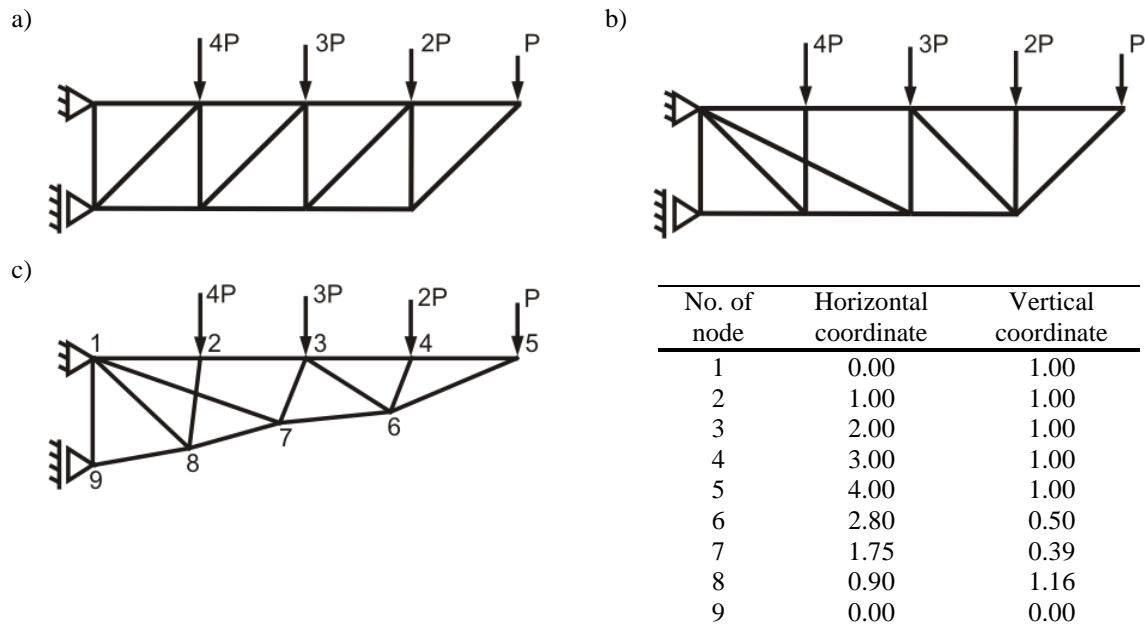 a)
4P 3P 2P P
b)
4P 3P 2P P
c)
4P 3P 2P P
1 2 3 4 5
6
7
8
9
No. of node Horizontal coordinate Vertical coordinate
1 0.00 1.00
2 1.00 1.00
3 2.00 1.00
4 3.00 1.00
5 4.00 1.00
6 2.80 0.50
7 1.75 0.39
8 0.90 1.16
9 0.00 0.00